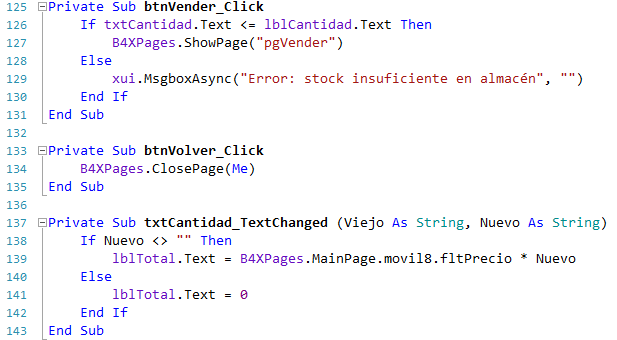 125 Private Sub btnVender_Click
126 If txtCantidad.Text <= lblCantidad.Text Then
127 B4XPages.ShowPage("pgVender")
128 Else
129 xui.MsgboxAsync("Error: stock insuficiente en almacén", "")
130 End If
131 End Sub
132
133 Private Sub btnVolver_Click
134 B4XPages.ClosePage(Me)
135 End Sub
136
137 Private Sub txtCantidad_TextChanged (Viejo As String, Nuevo As String)
138 If Nuevo <> "" Then
139 lblTotal.Text = B4XPages.MainPage.movil8.fltPrecio * Nuevo
140 Else
141 lblTotal.Text = 0
142 End If
143 End Sub